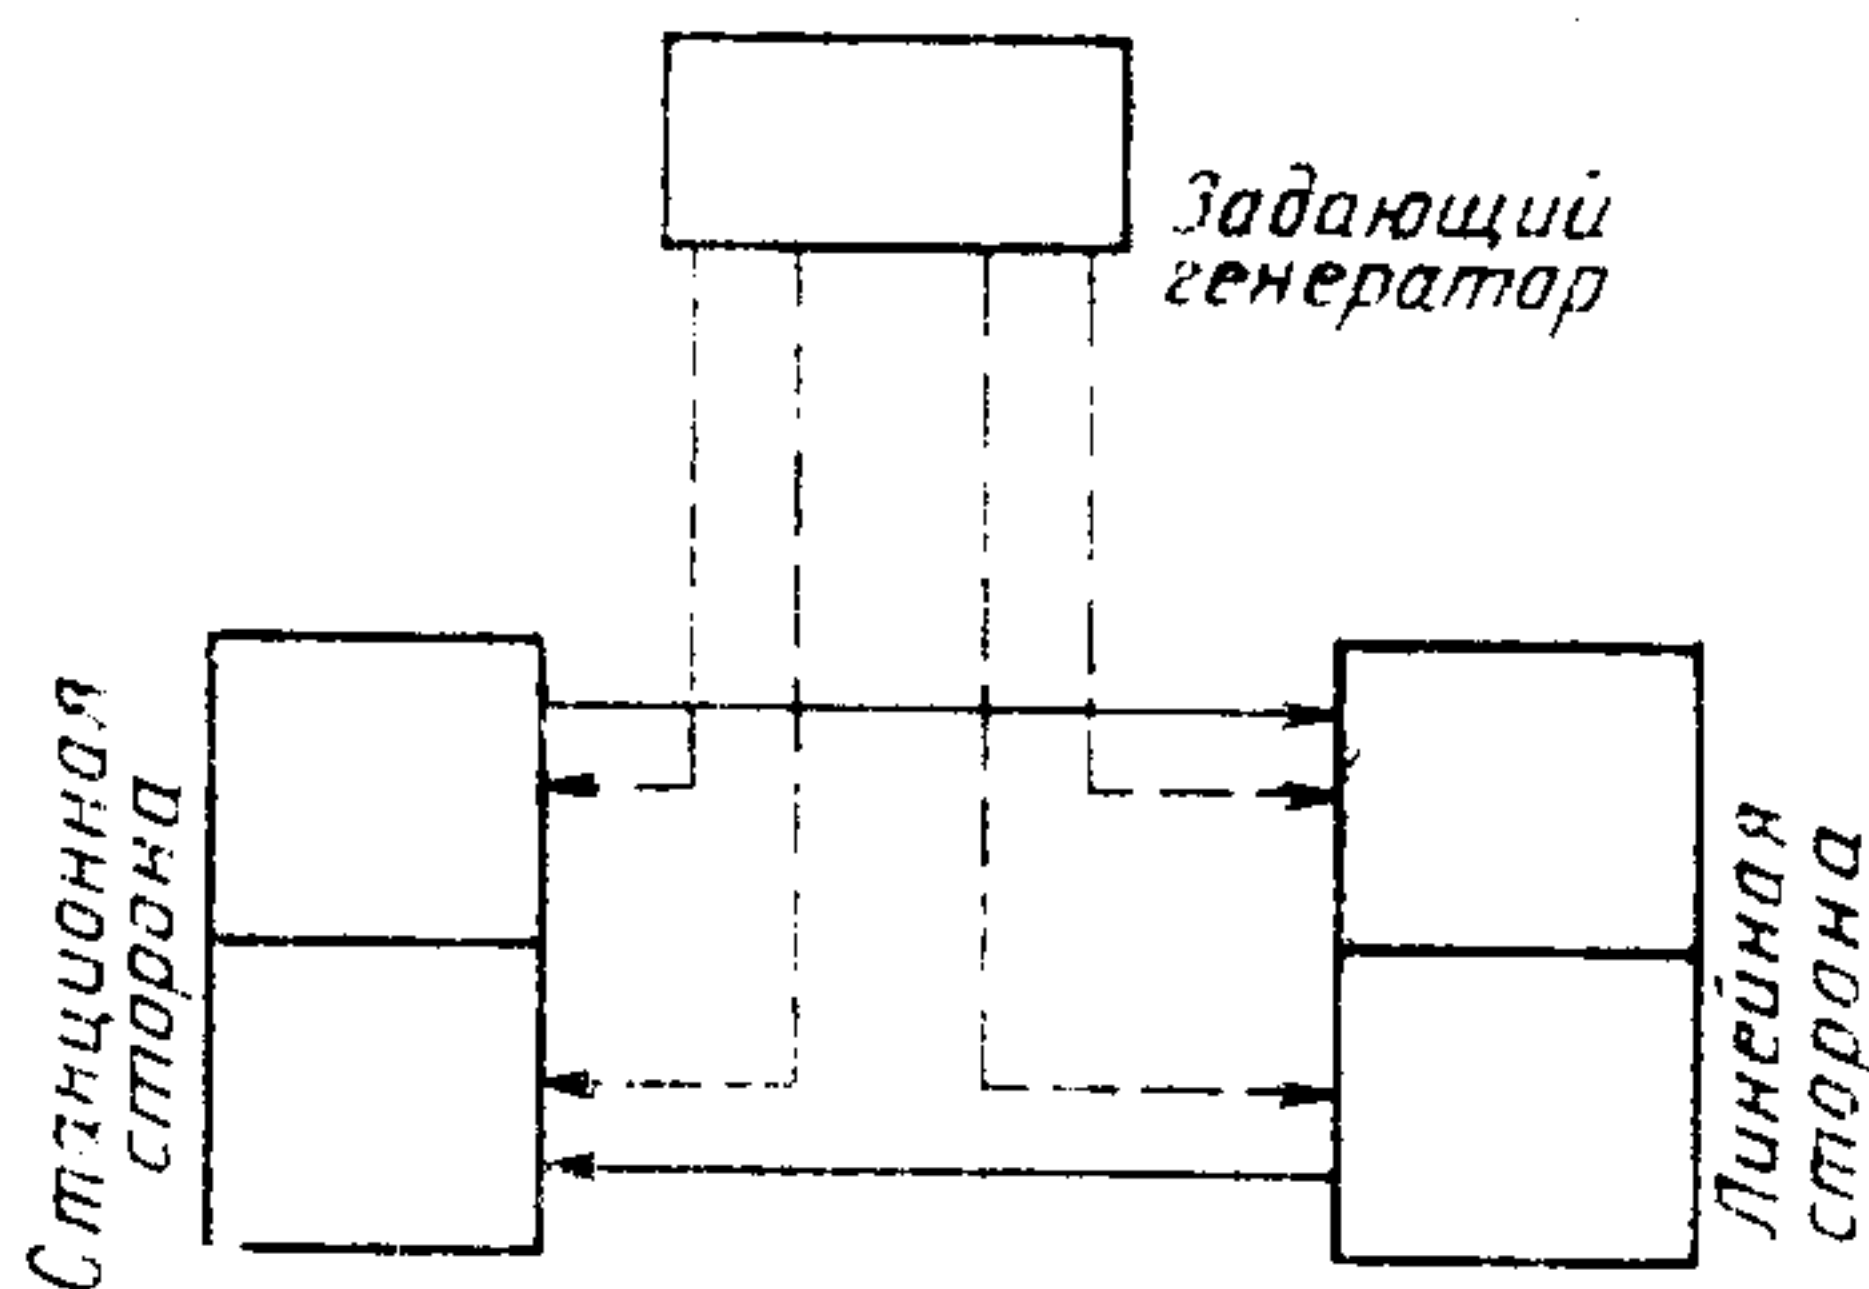 Задающий
генератор
Станционная
сторона
Линейная
сторона